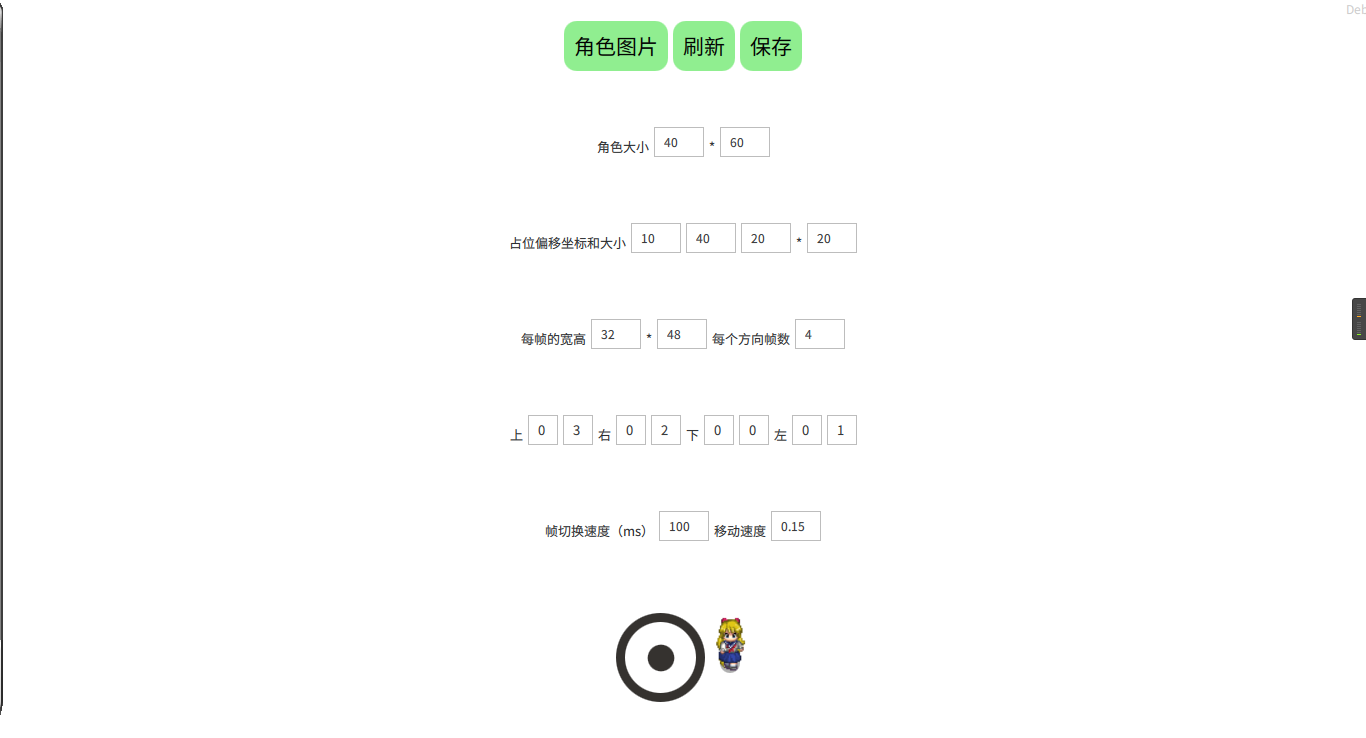 Deb
角色图片 刷新 保存
角色大小 40 * 60
占位偏移坐标和大小 10 40 20 * 20
每帧的宽高 32 * 48 每个方向帧数 4
上 0 3 右 0 2 下 0 0 左 0 1
帧切换速度（ms） 100 移动速度 0.15